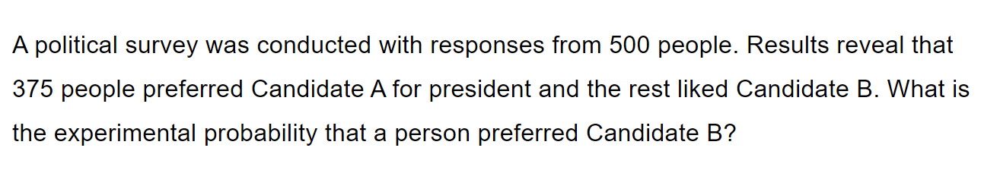 A political survey was conducted with responses from 500 people. Results reveal that
375 people preferred Candidate A for president and the rest liked Candidate B. What is
the experimental probability that a person preferred Candidate B?